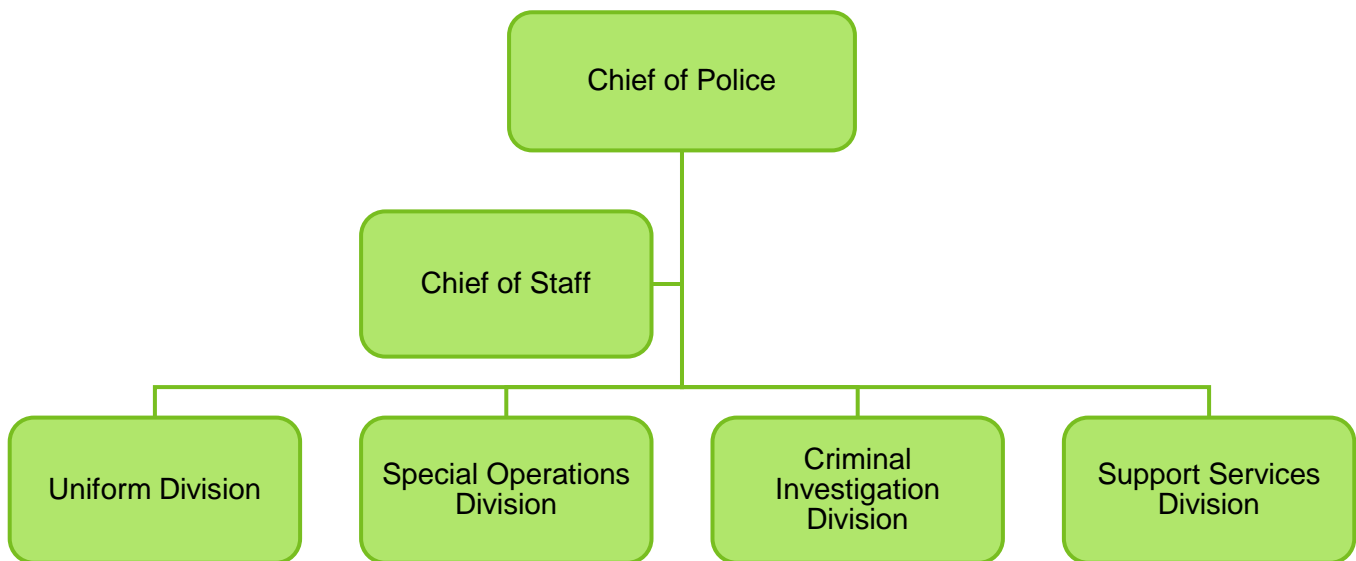 Chief of Police
Chief of Staff
Uniform Division
Special Operations
Division
Criminal
Investigation
Division
Support Services
Division